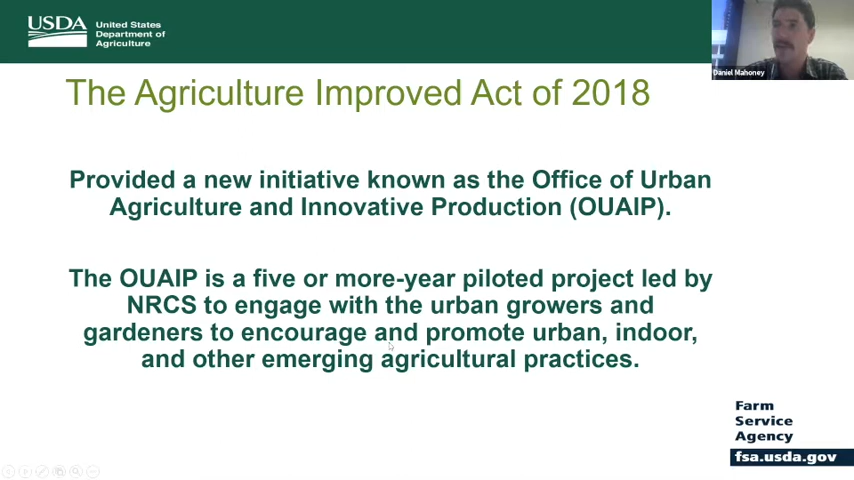 USDA
United States
Department of
Agriculture
Daniel Mahoney
The Agriculture Improved Act of 2018
Provided a new initiative known as the Office of Urban
Agriculture and Innovative Production (OUAIP).
The OUAIP is a five or more-year piloted project led by
NRCS to engage with the urban growers and
gardeners to encourage and promote urban, indoor,
and other emerging agricultural practices.
Farm
Service
Agency
fsa.usda.gov